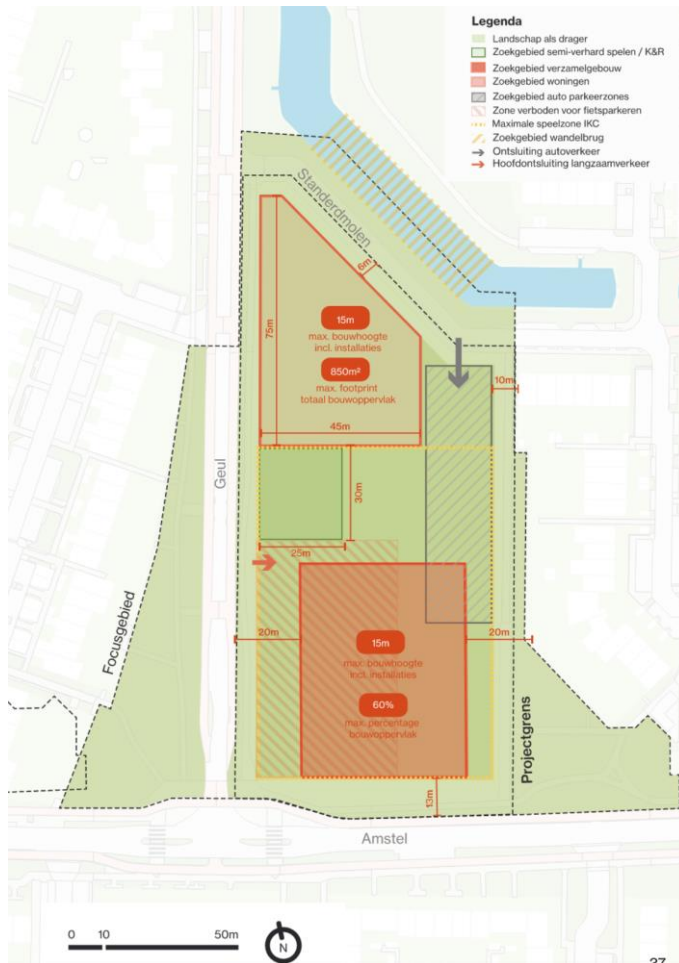 Legenda
Landschap als drager
Zoekgebied semi-verhard spelen / K&R
Zoekgebied verzamelgebouw
Zoekgebied woningen
Zoekgebied auto parkeerzones
Zone verboden voor fietsparkeren
Maximale speelzone IKC
Zoekgebied wandelbrug
Ontsluiting autoverkeer
Hoofdontsluiting langzaamverkeer
Standerdmolen
6m
75m
15m
max. bouwhoogte
incl. installaties
850m²
max. footprint
totaal bouwoppervlak
10m
45m
Geul
30m
25m
Focusgebied
20m
20m
15m
max. bouwhoogte
incl. installaties
60%
max. percentage
bouwoppervlak
Projectgrens
13m
Amstel
0 10 50m
N
37